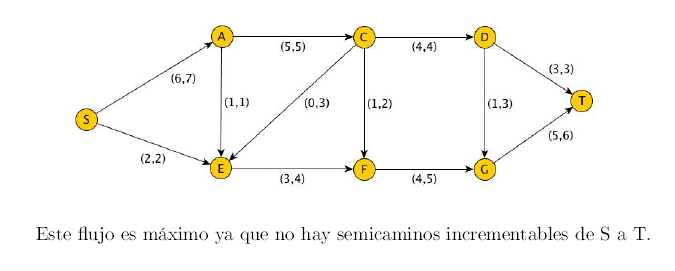 A
C
D
(5,5)
(4,4)
(3,3)
(6,7)
(1,1)
(0,3)
(1,2)
(1,3)
T
S
(5,6)
(2,2)
E
F
G
(3,4)
(4,5)
Este flujo es máximo ya que no hay semicaminos incrementables de S a T.